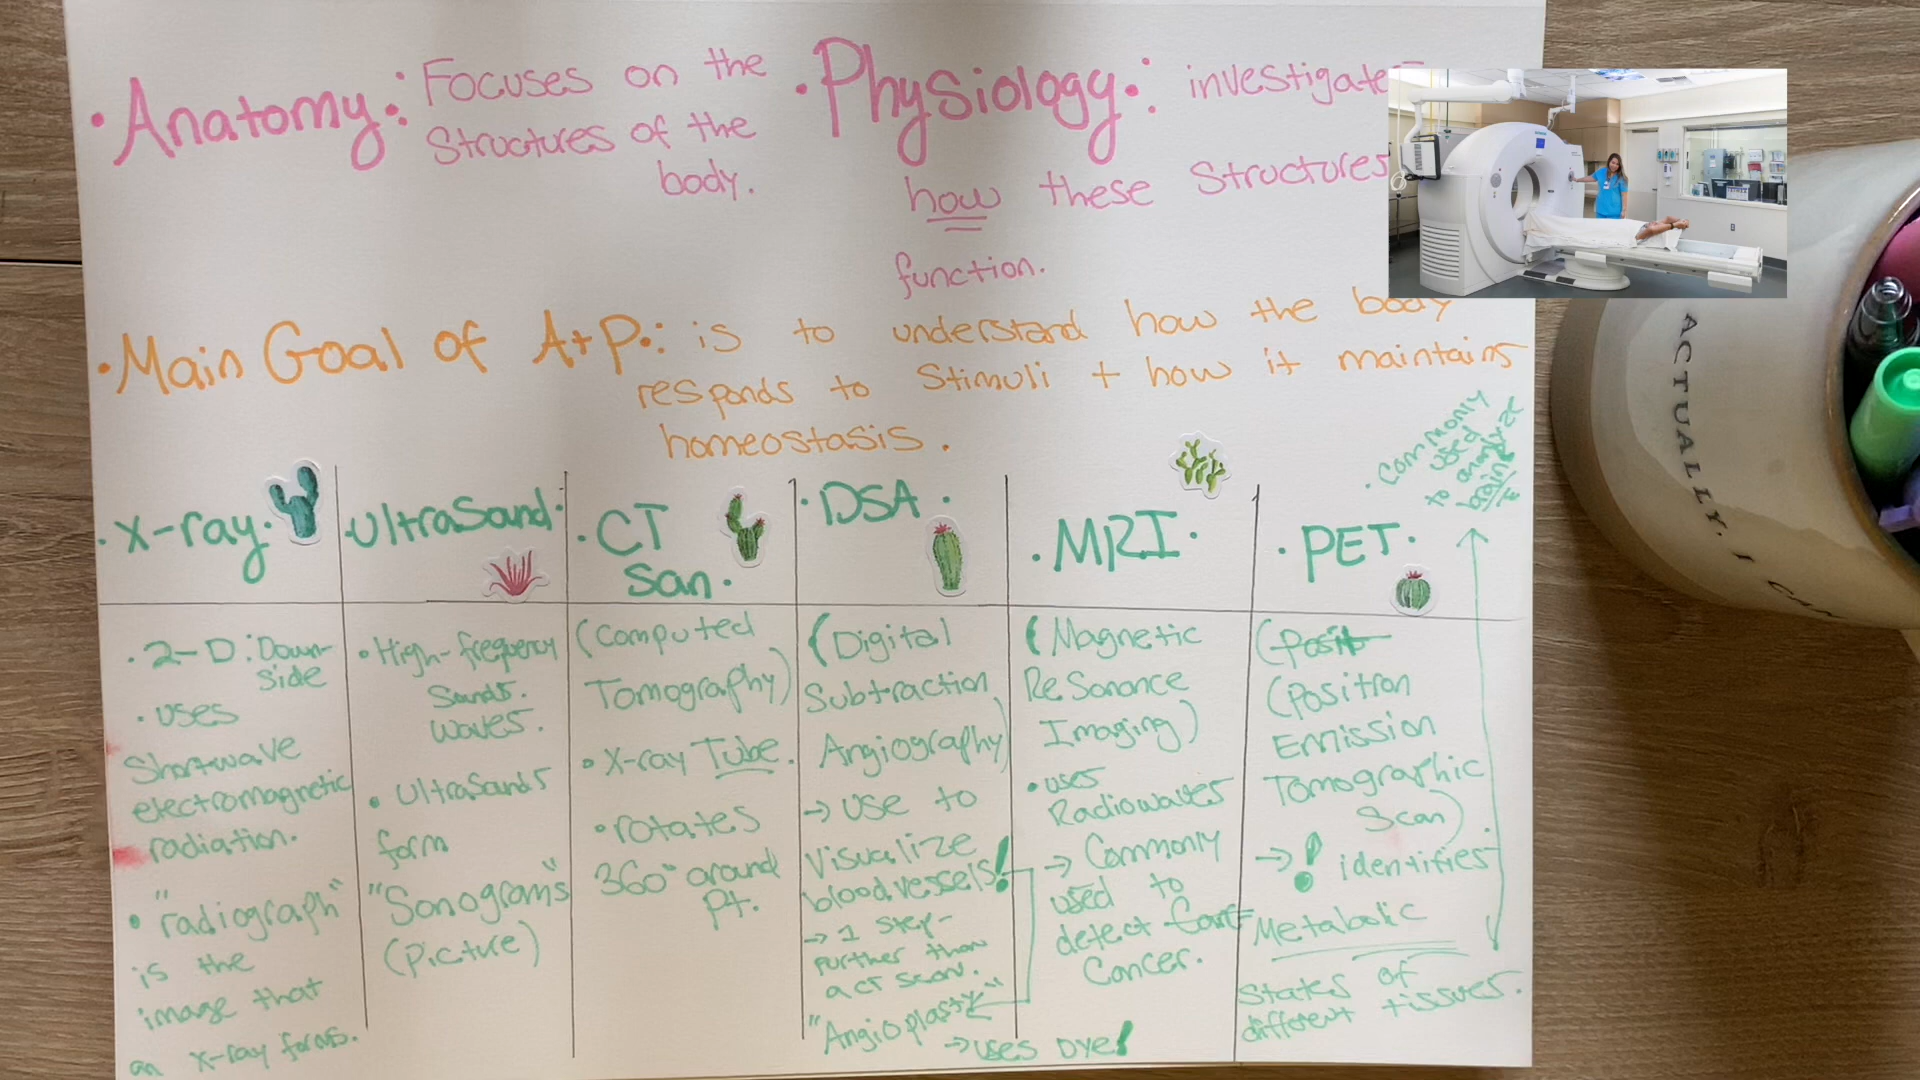 • Anatomy: Focuses on the
Structures of the
body.
• Physiology: investigates
how these Structures
function.
• Main Goal of A+P: is to understand how the body
responds to Stimuli + how it maintains
homeostasis.
• X-ray.
• 2-D: Down-
side
• uses
Shortwave
electromagnetic
radiation.
• "radiograph"
is the
image that
an x-ray forms.
• UltraSound •
• High-frequency
Sounds.
waves.
• UltraSounds
form
"Sonograms"
(Picture)
• CT
San.
(Computed
Tomography)
• X-ray Tube.
• rotates
360° around
Pt.
• DSA •
(Digital
Subtraction
Angiography)
→ use to
Visualize
blood vessels!
→ 1 step-
further than
a CT scan.
"Angioplasty"
→ uses DYE!
• MRI •
(Magnetic
ReSonance
Imaging)
• uses
Radiowaves
→ Commonly
used to
detect
Cancer.
• PET •
(Posit
(Positron
Emission
Tomographic
Scan)
→ ! identifies
Metabolic
States of
different tissues.
• Commonly
used
to analyze
brain
ACTUALLY, I CAN